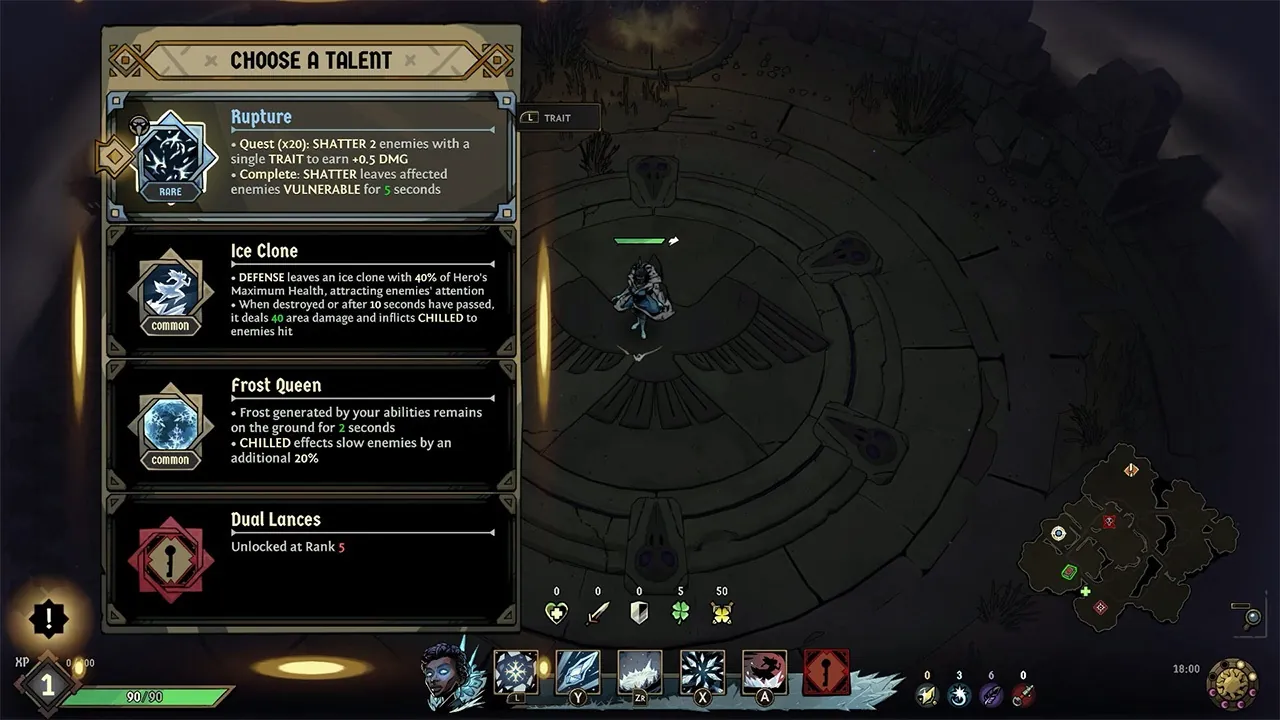 CHOOSE A TALENT
Rupture
• Quest (x20): SHATTER 2 enemies with a
single TRAIT to earn +0.5 DMG
• Complete: SHATTER leaves affected
enemies VULNERABLE for 5 seconds
RARE
L TRAIT
Ice Clone
• DEFENSE leaves an ice clone with 40% of Hero's
Maximum Health, attracting enemies' attention
• When destroyed or after 10 seconds have passed,
it deals 40 area damage and inflicts CHILLED to
enemies hit
COMMON
Frost Queen
• Frost generated by your abilities remains
on the ground for 2 seconds
• CHILLED effects slow enemies by an
additional 20%
COMMON
Dual Lances
Unlocked at Rank 5
0 0 0 5 50
!
XP
1
90/90
L Y ZR X A
0 3 6 0
18:00